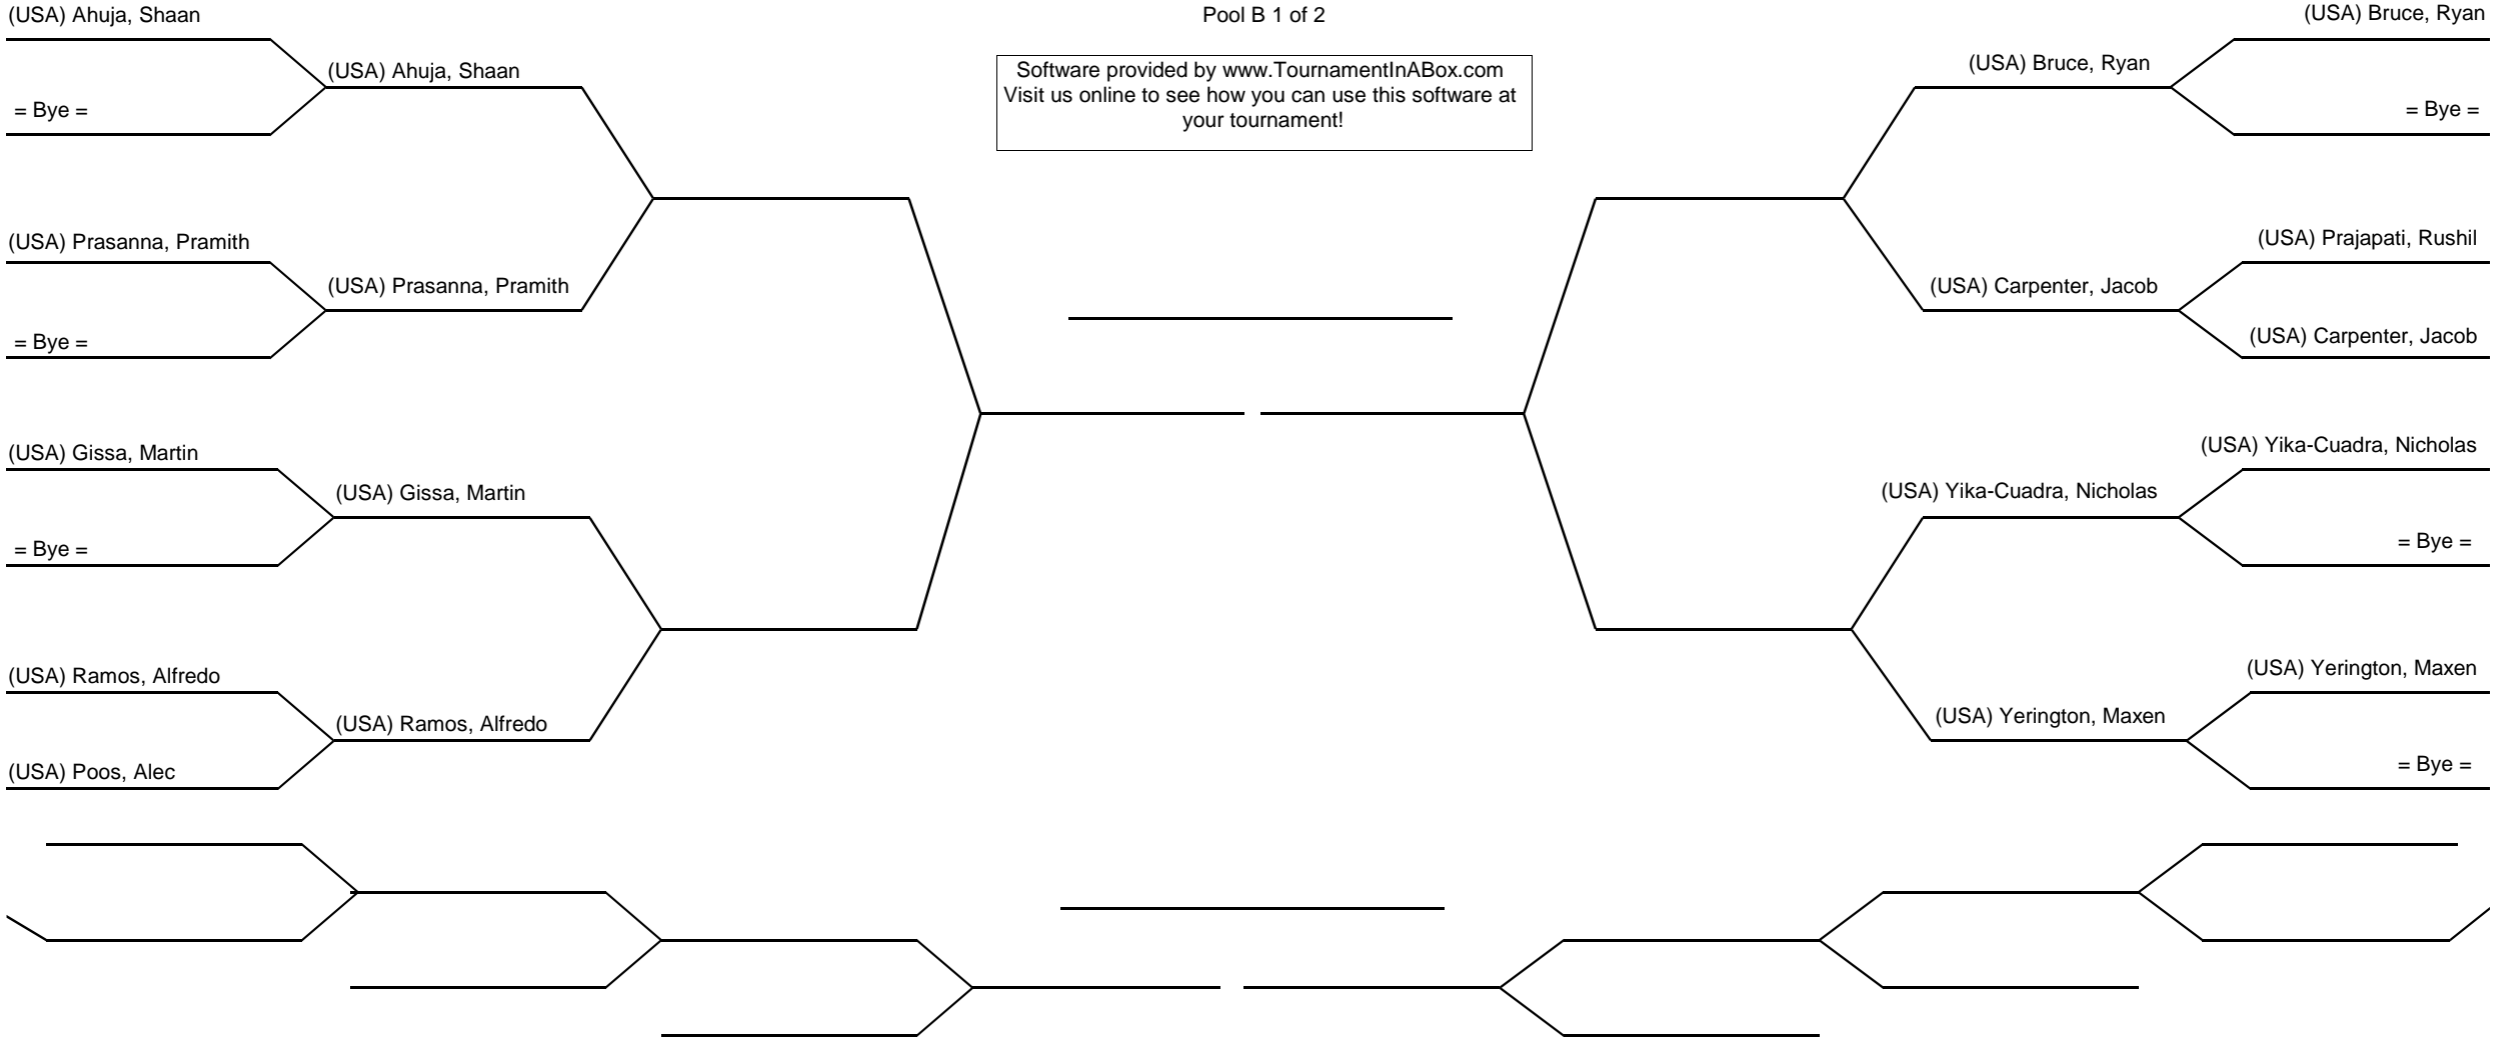 Pool B 1 of 2
Software provided by www.TournamentInABox.com
Visit us online to see how you can use this software at
your tournament!
(USA) Ahuja, Shaan
= Bye =
(USA) Prasanna, Pramith
= Bye =
(USA) Gissa, Martin
= Bye =
(USA) Ramos, Alfredo
(USA) Poos, Alec
(USA) Ahuja, Shaan
(USA) Prasanna, Pramith
(USA) Gissa, Martin
(USA) Ramos, Alfredo
(USA) Bruce, Ryan
(USA) Carpenter, Jacob
(USA) Yika-Cuadra, Nicholas
(USA) Yerington, Maxen
(USA) Bruce, Ryan
= Bye =
(USA) Prajapati, Rushil
(USA) Carpenter, Jacob
(USA) Yika-Cuadra, Nicholas
= Bye =
(USA) Yerington, Maxen
= Bye =